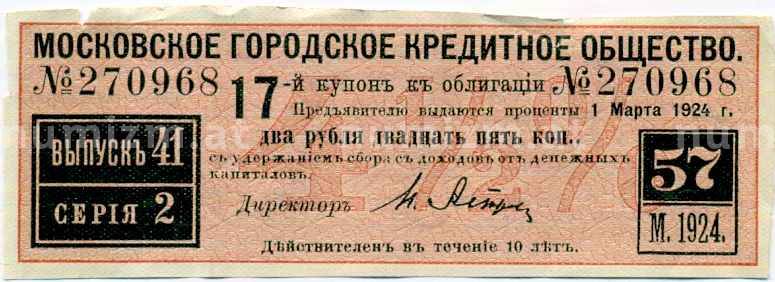 МОСКОВСКОЕ ГОРОДСКОЕ КРЕДИТНОЕ ОБЩЕСТВО.
№270968 17-й купонъ къ облигаціи №270968
Предъявителю выдаются проценты 1 Марта 1924 г.
два рубля двадцать пять коп.,
съ удержаніемъ сбора съ доходовъ отъ денежныхъ
капиталовъ.
ВЫПУСКЪ 41
СЕРІЯ 2
Директоръ
57
М. 1924.
Дѣйствителенъ въ теченіе 10 лѣтъ.
4½%